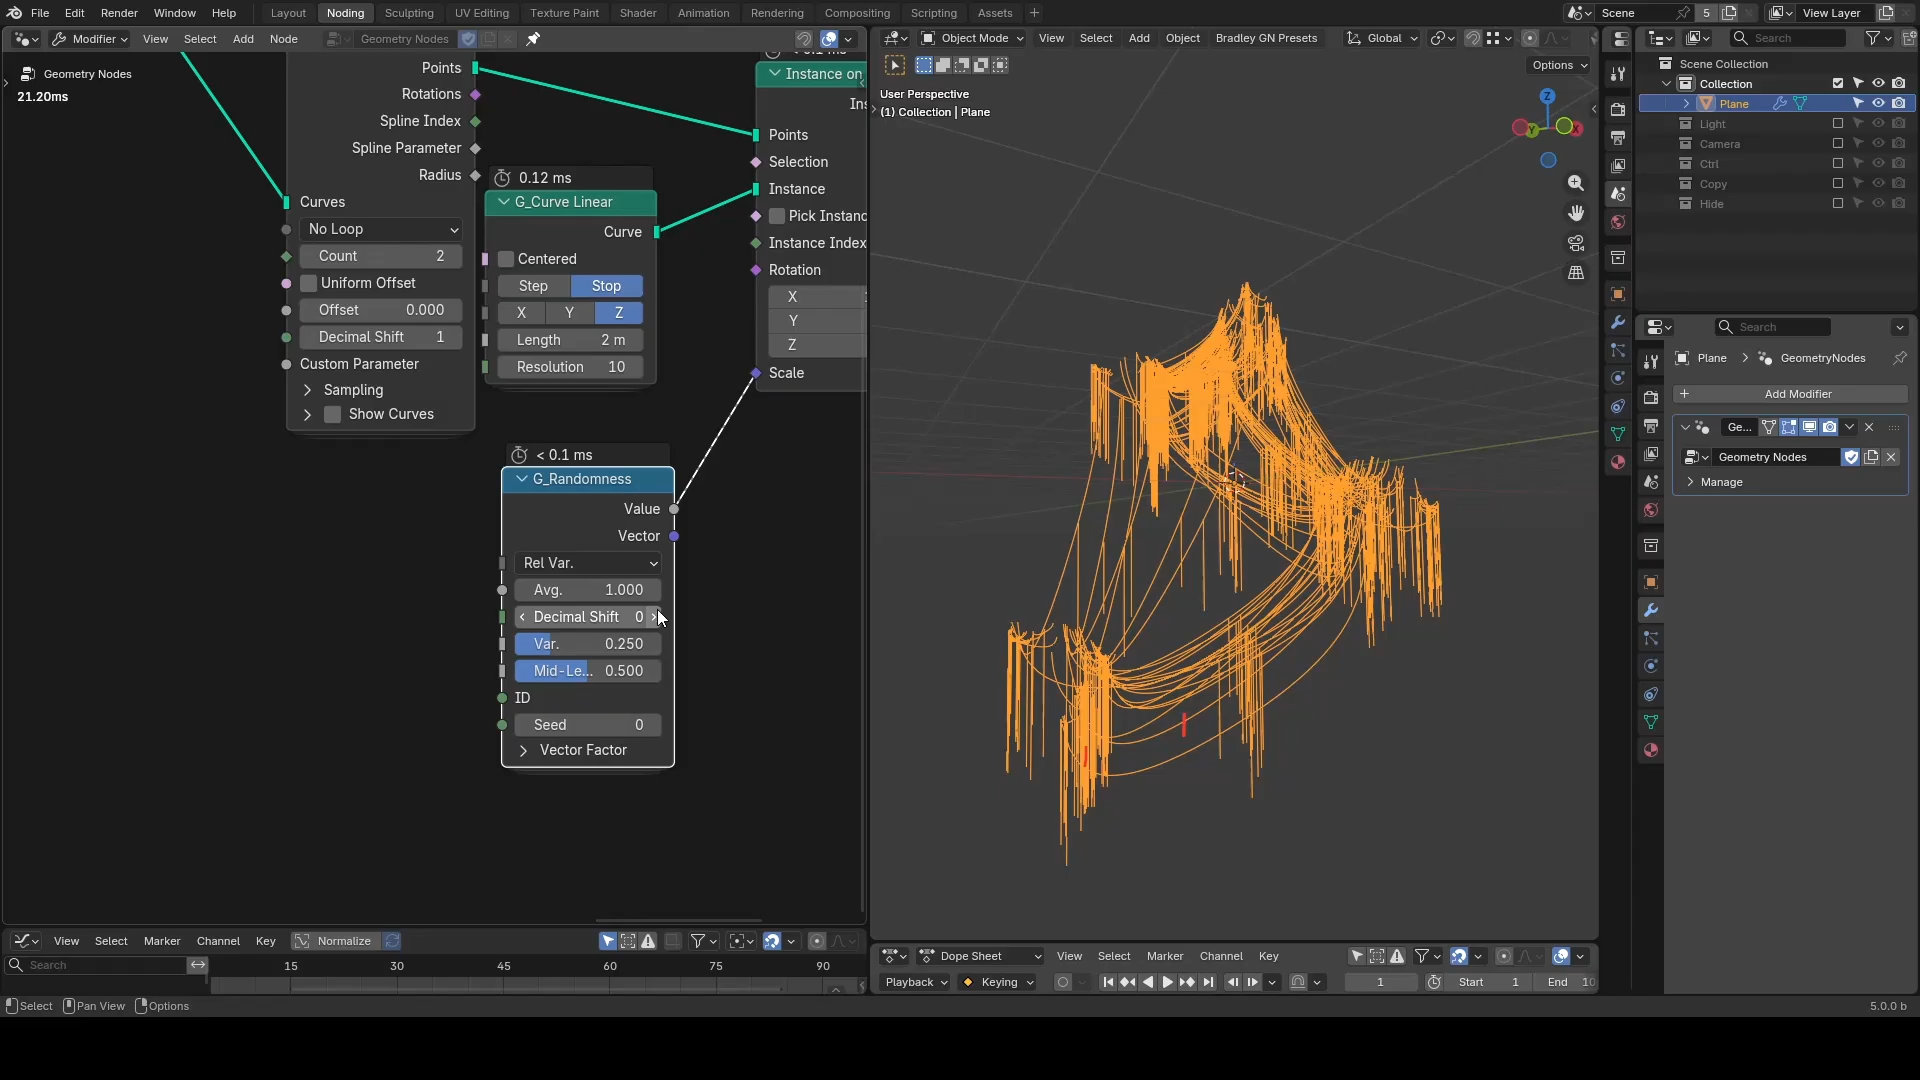 File Edit Render Window Help Layout Noding Sculpting UV Editing Texture Paint Shader Animation Rendering Compositing Scripting Assets Scene 5 View Layer
Modifier View Select Add Node Geometry Nodes
Object Mode View Select Add Object Bradley GN Presets Global
Search
Options
Geometry Nodes
21.20ms
Points
Rotations
Spline Index
Spline Parameter
Radius
Curves
No Loop
Count 2
Uniform Offset
Offset 0.000
Decimal Shift 1
Custom Parameter
Sampling
Show Curves
0.12 ms
G_Curve Linear
Curve
Centered
Step Stop
X Y Z
Length 2 m
Resolution 10
Instance on
Ins
Points
Selection
Instance
Pick Instanc
Instance Index
Rotation
X
Y
Z
Scale
< 0.1 ms
G_Randomness
Value
Vector
Rel Var.
Avg. 1.000
Decimal Shift 0
Var. 0.250
Mid-Le... 0.500
ID
Seed 0
Vector Factor
User Perspective
(1) Collection | Plane
Z
Y
X
Scene Collection
Collection
Plane
Light
Camera
Ctrl
Copy
Hide
Search
Plane > GeometryNodes
Add Modifier
Ge...
Geometry Nodes
Manage
View Select Marker Channel Key Normalize
Search
15 30 45 60 75 90
Dope Sheet View Select Marker Channel Key
Playback Keying 1 Start 1 End 10
Select Pan View Options
5.0.0 b